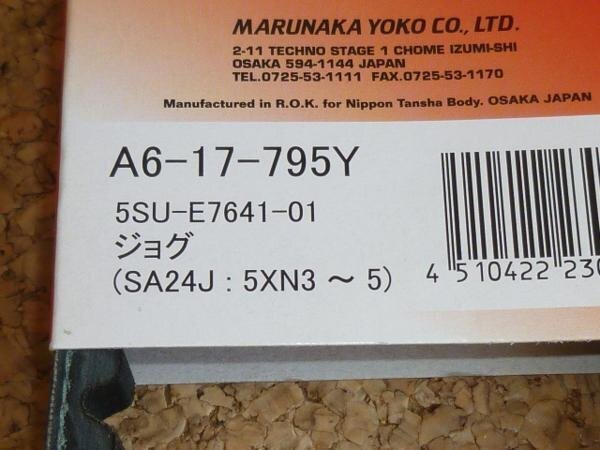 MARUNAKA YOKO CO., LTD.
2-11 TECHNO STAGE 1 CHOME IZUMI-SHI
OSAKA 594-1144 JAPAN
TEL.0725-53-1111 FAX.0725-53-1170
Manufactured in R.O.K. for Nippon Tansha Body. OSAKA JAPAN
A6-17-795Y
5SU-E7641-01
ジョグ
(SA24J : 5XN3 ～ 5)
4 510422 230